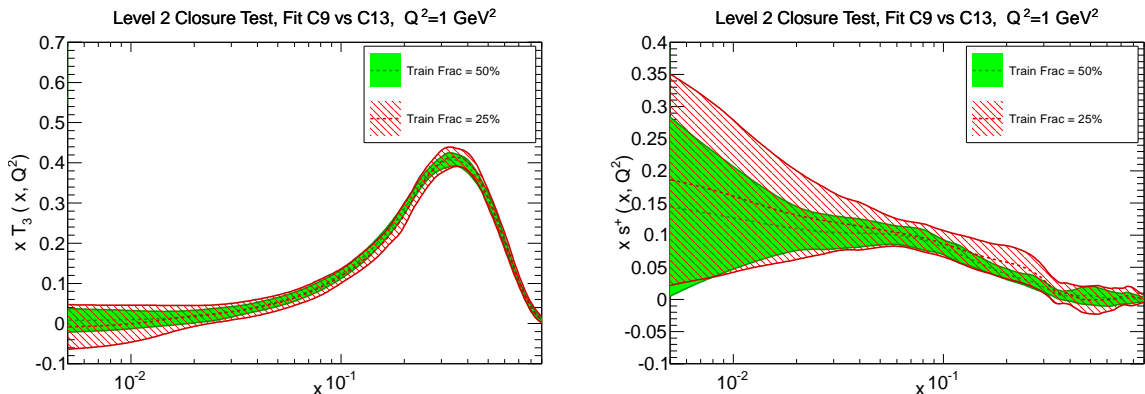 Level 2 Closure Test, Fit C9 vs C13, Q²=1 GeV²
0.7
0.6
0.5
0.4
0.3
0.2
0.1
0
-0.1
x T₃ ( x, Q²)
Train Frac = 50%
Train Frac = 25%
10⁻²
10⁻¹
x
Level 2 Closure Test, Fit C9 vs C13, Q²=1 GeV²
0.4
0.35
0.3
0.25
0.2
0.15
0.1
0.05
0
-0.05
-0.1
x s⁺ ( x, Q²)
Train Frac = 50%
Train Frac = 25%
10⁻²
10⁻¹
x